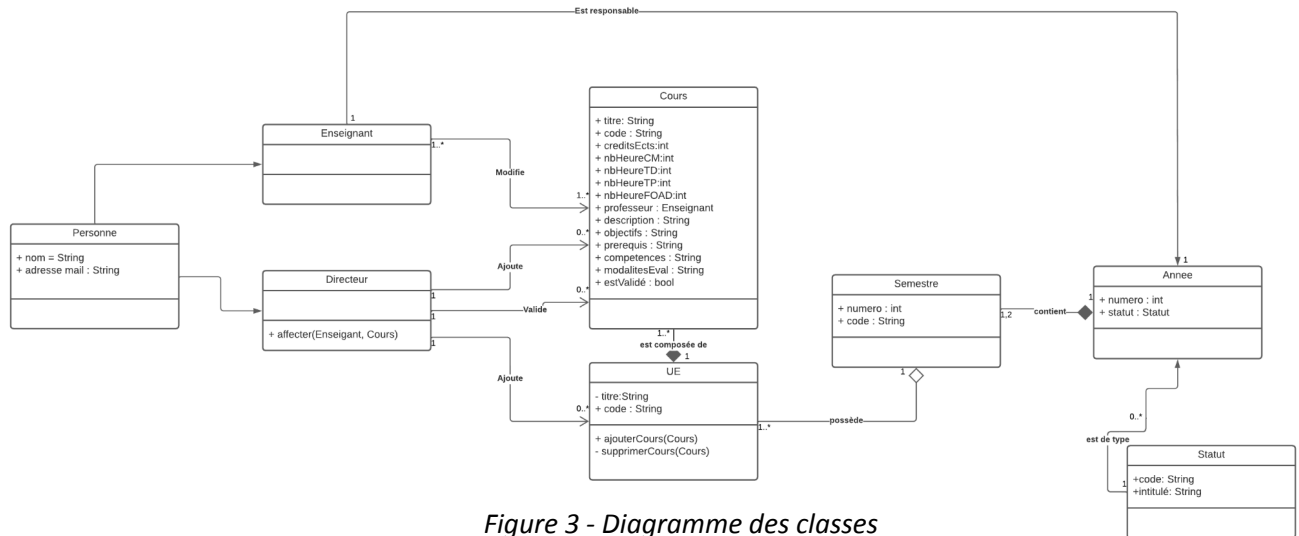 Est responsable
Cours
+ titre: String
+ code : String
+ creditsEcts:int
+ nbHeureCM:int
+ nbHeureTD:int
+ nbHeureTP:int
+ nbHeureFOAD:int
+ professeur : Enseignant
+ description : String
+ objectifs : String
+ prerequis : String
+ competences : String
+ modalitesEval : String
+ estValidé : bool
1
Enseignant
1..*
Modifie
1..*
Personne
+ nom = String
+ adresse mail : String
0..*
Ajoute
1
Directeur
+ affecter(Enseigant, Cours)
1
0..*
Valide
1
1
Ajoute
0..*
1..*
est composée de
1
UE
- titre:String
+ code : String
+ ajouterCours(Cours)
- supprimerCours(Cours)
1..*
possède
1
Semestre
+ numero : int
+ code : String
1,2
contient
1
1
Annee
+ numero : int
+ statut : Statut
0..*
est de type
1
Statut
+code: String
+intitulé: String
Figure 3 - Diagramme des classes